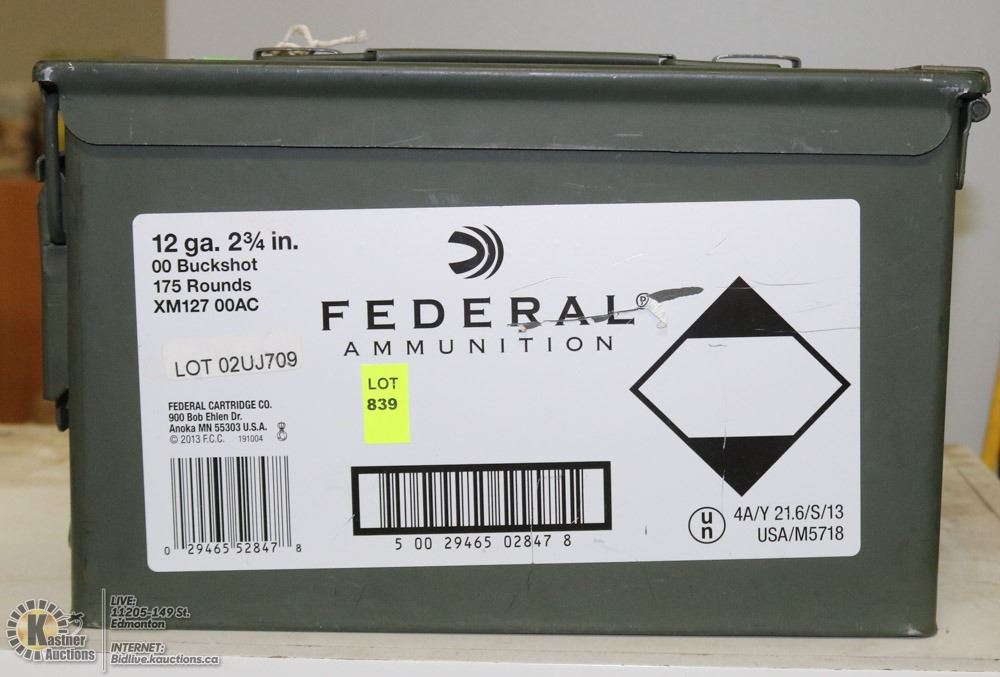 12 ga. 2¾ in.
00 Buckshot
175 Rounds
XM127 00AC
LOT 02UJ709
FEDERAL CARTRIDGE CO.
900 Bob Ehlen Dr.
Anoka MN 55303 U.S.A.
© 2013 F.C.C. 191004
0 29465 52847 8
FEDERAL®
AMMUNITION
LOT
839
5 00 29465 02847 8
un
4A/Y 21.6/S/13
USA/M5718
Kastner
Auctions
LIVE:
11205-149 St.
Edmonton
INTERNET:
Bidlive.kauctions.ca